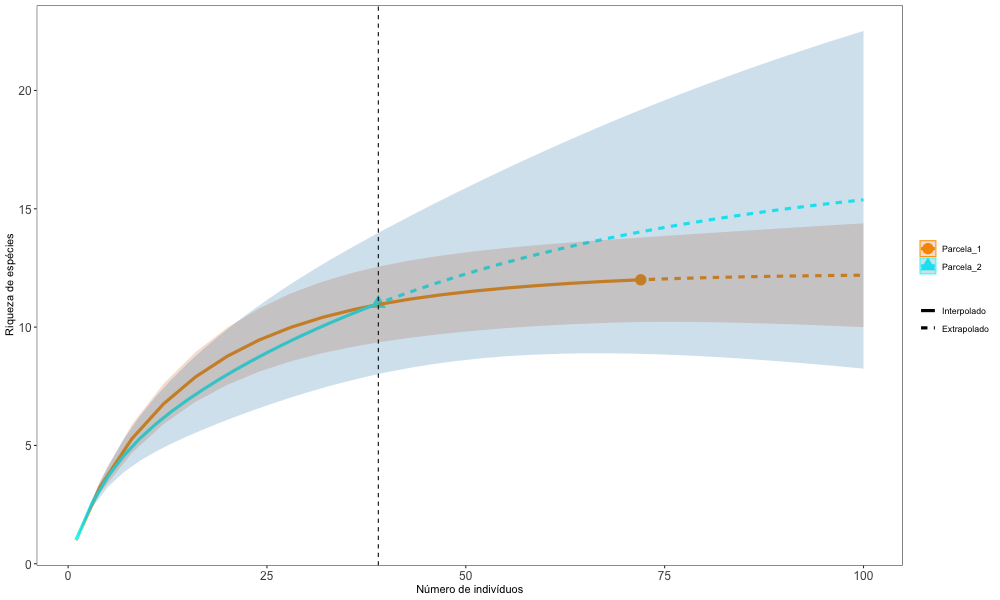 Riqueza de espécies
20
15
10
5
0
0 25 50 75 100
Número de indivíduos
Parcela_1
Parcela_2
Interpolado
Extrapolado